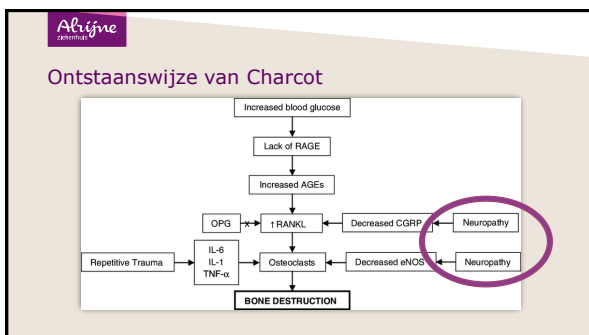 Alrijne
ziekenhuis
Ontstaanswijze van Charcot
Increased blood glucose
Lack of RAGE
Increased AGEs
OPG x ↑RANKL Decreased CGRP Neuropathy
Repetitive Trauma
IL-6
IL-1
TNF-α
Osteoclasts Decreased eNOS Neuropathy
BONE DESTRUCTION